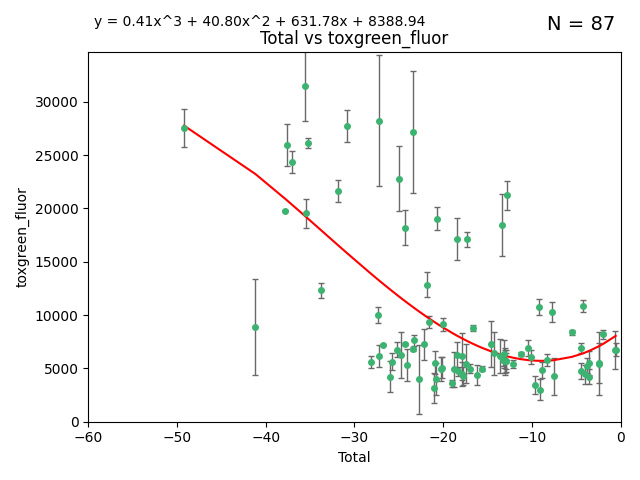 y = 0.41x^3 + 40.80x^2 + 631.78x + 8388.94
N = 87
Total vs toxgreen_fluor
toxgreen_fluor
30000
25000
20000
15000
10000
5000
0
−60
−50
−40
−30
−20
−10
0
Total